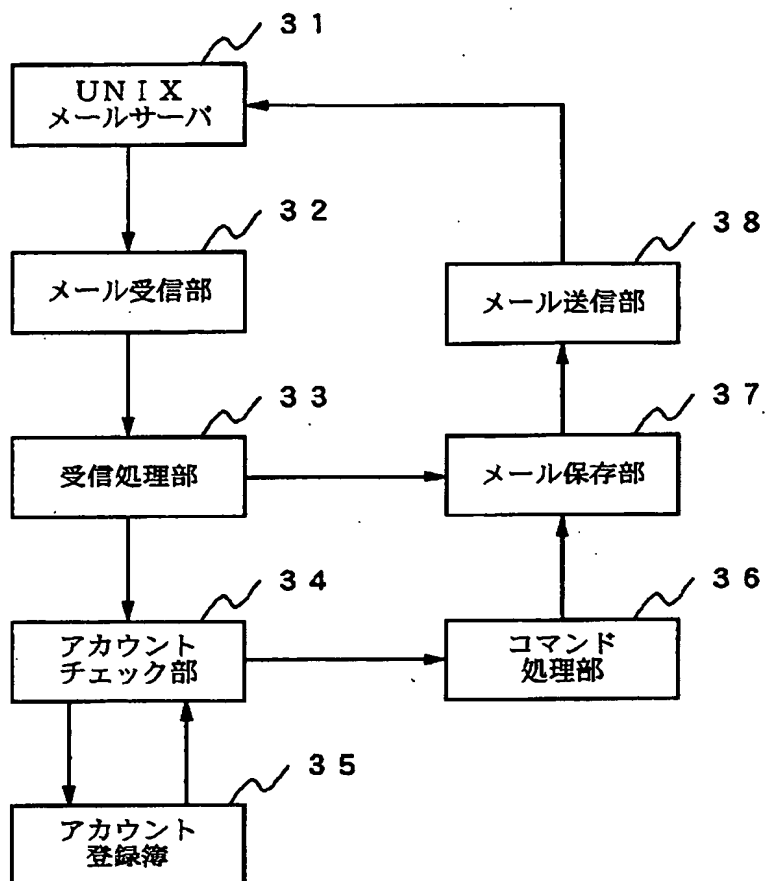 31
UNIX
メールサーバ
32
メール受信部
38
メール送信部
33
受信処理部
37
メール保存部
34
アカウント
チェック部
36
コマンド
処理部
35
アカウント
登録簿